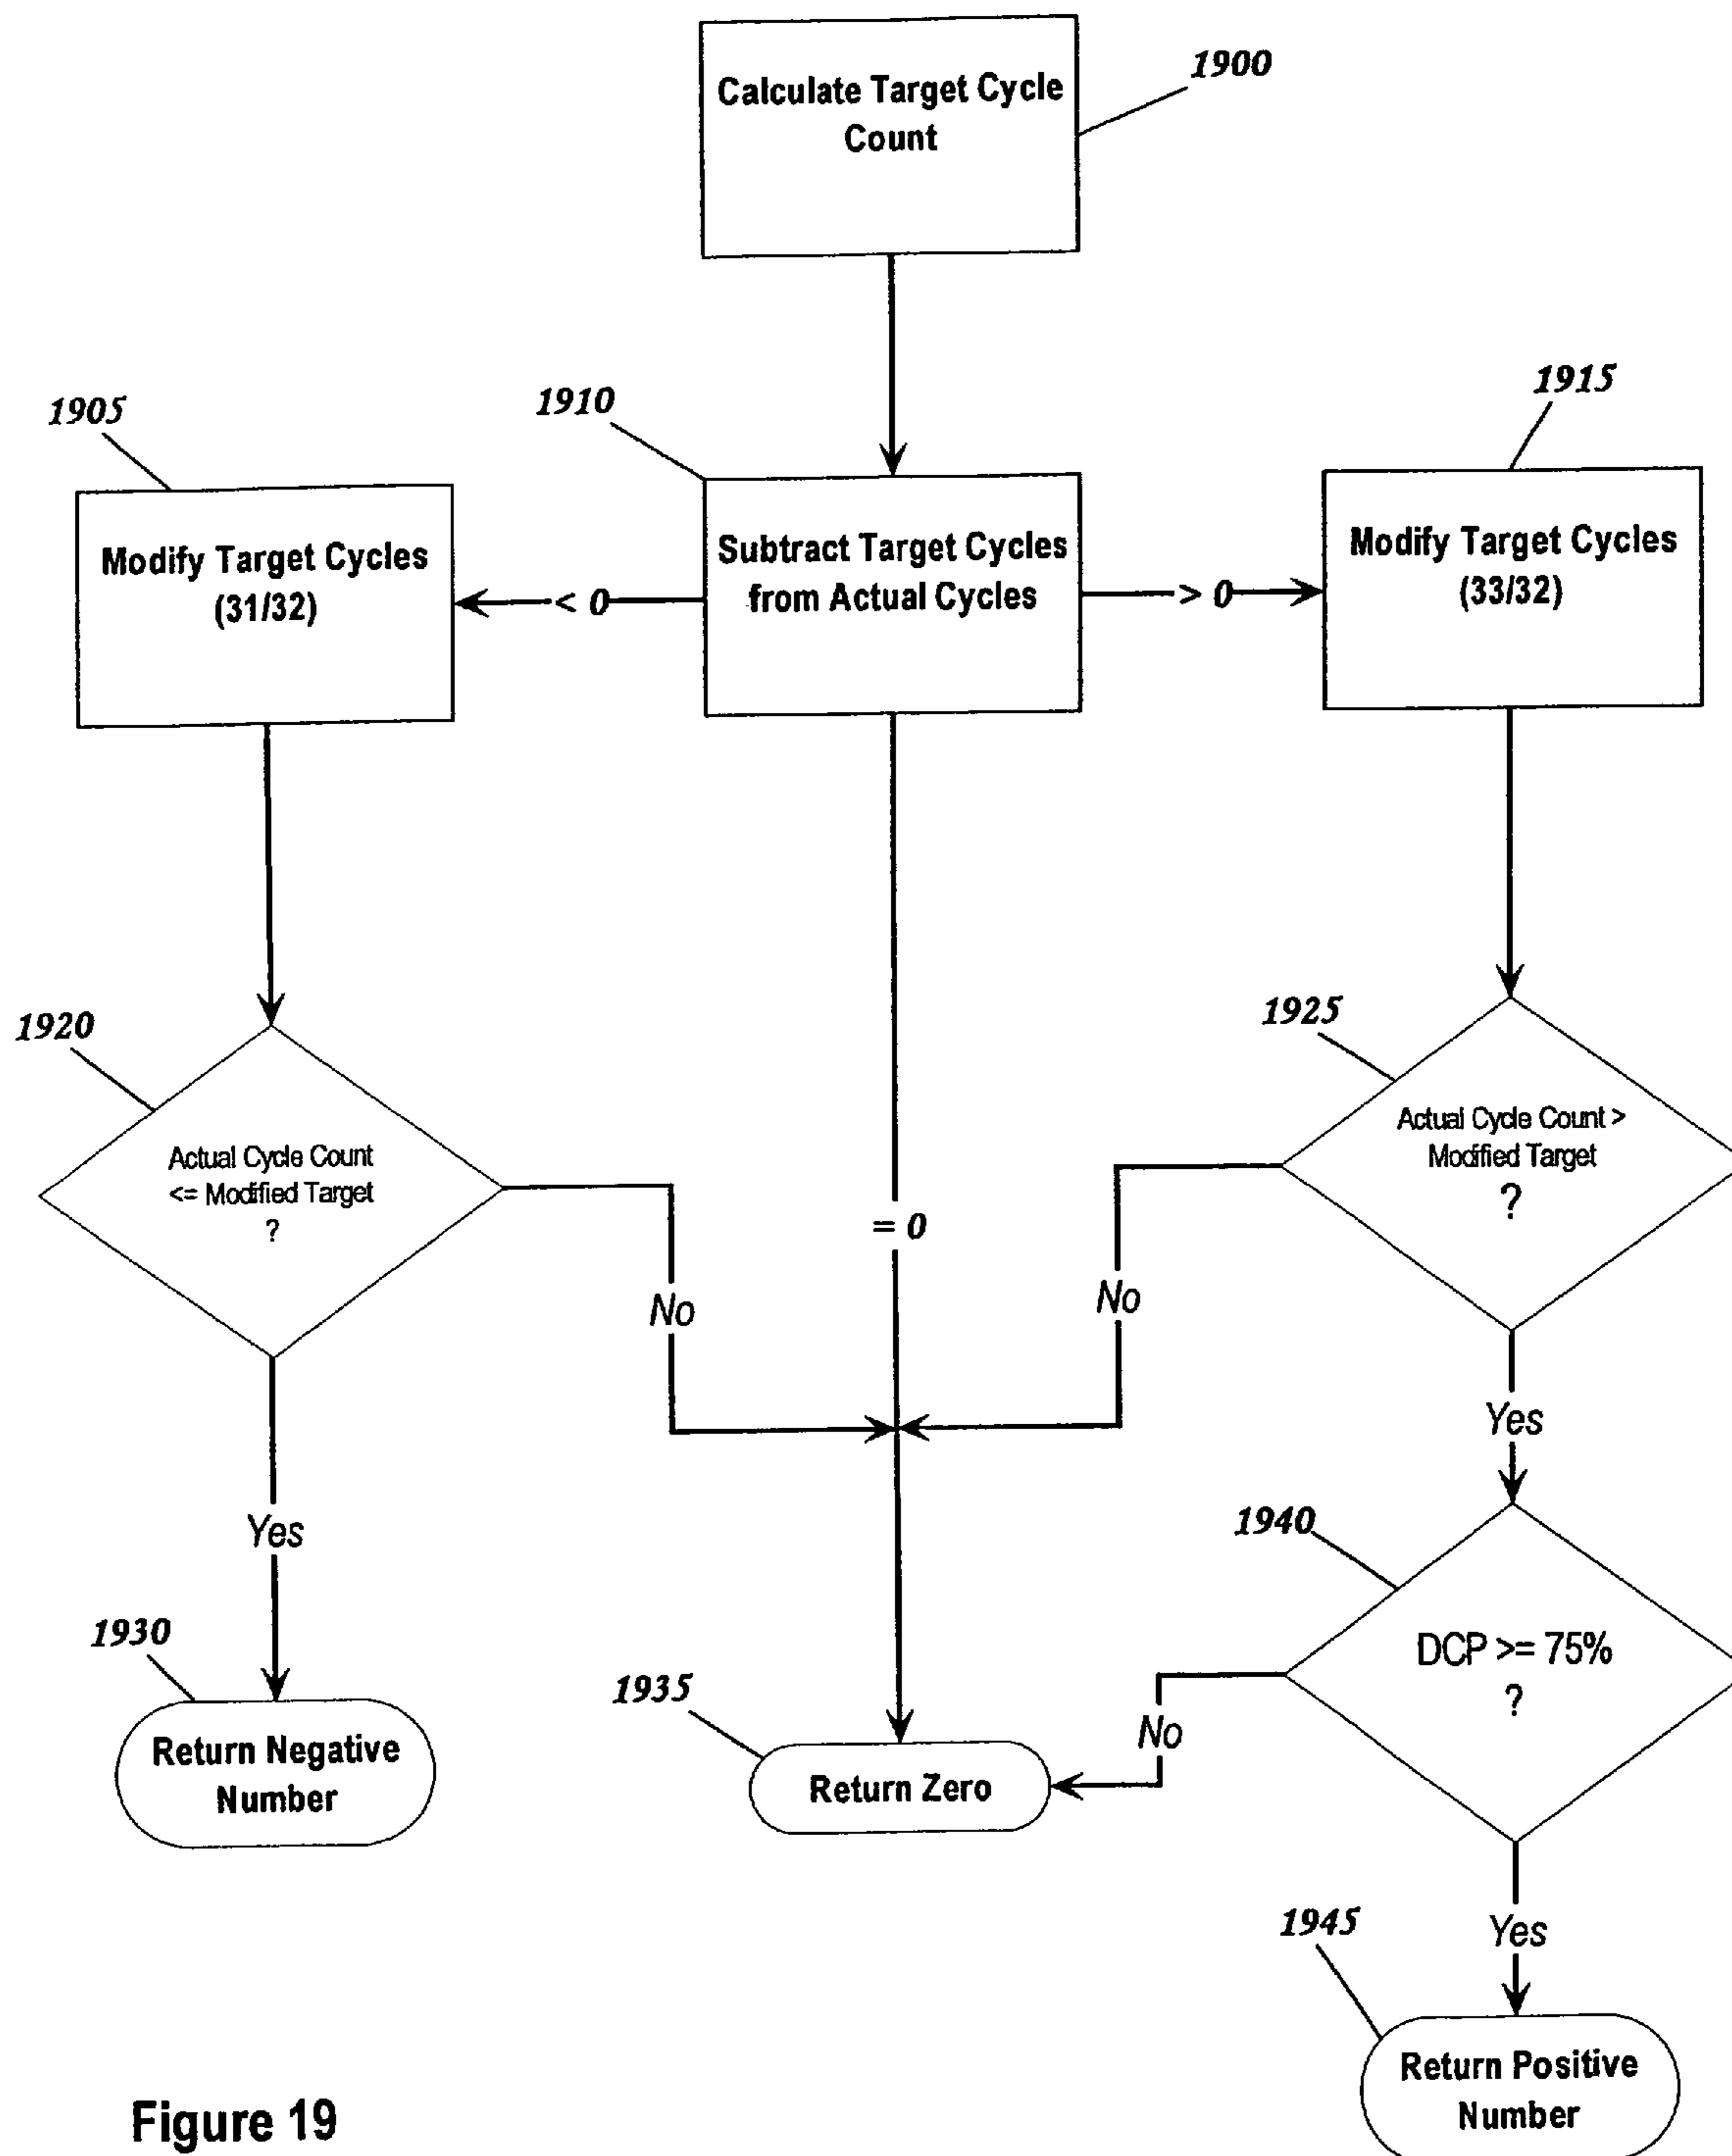 1900
Calculate Target Cycle
Count
1905
1910
1915
Modify Target Cycles
(31/32)
< 0
Subtract Target Cycles
from Actual Cycles
> 0
Modify Target Cycles
(33/32)
1920
1925
Actual Cycle Count
<= Modified Target
?
Actual Cycle Count >
Modified Target
?
= 0
No
No
Yes
Yes
1930
1935
1940
Return Negative
Number
Return Zero
No
DCP >= 75%
?
1945
Yes
Return Positive
Number
Figure 19